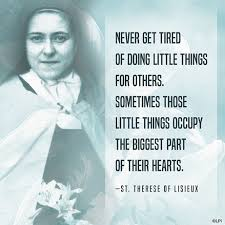 NEVER GET TIRED
OF DOING LITTLE THINGS
FOR OTHERS.
SOMETIMES THOSE
LITTLE THINGS OCCUPY
THE BIGGEST PART
OF THEIR HEARTS.
—ST. THERESE OF LISIEUX
©LPi